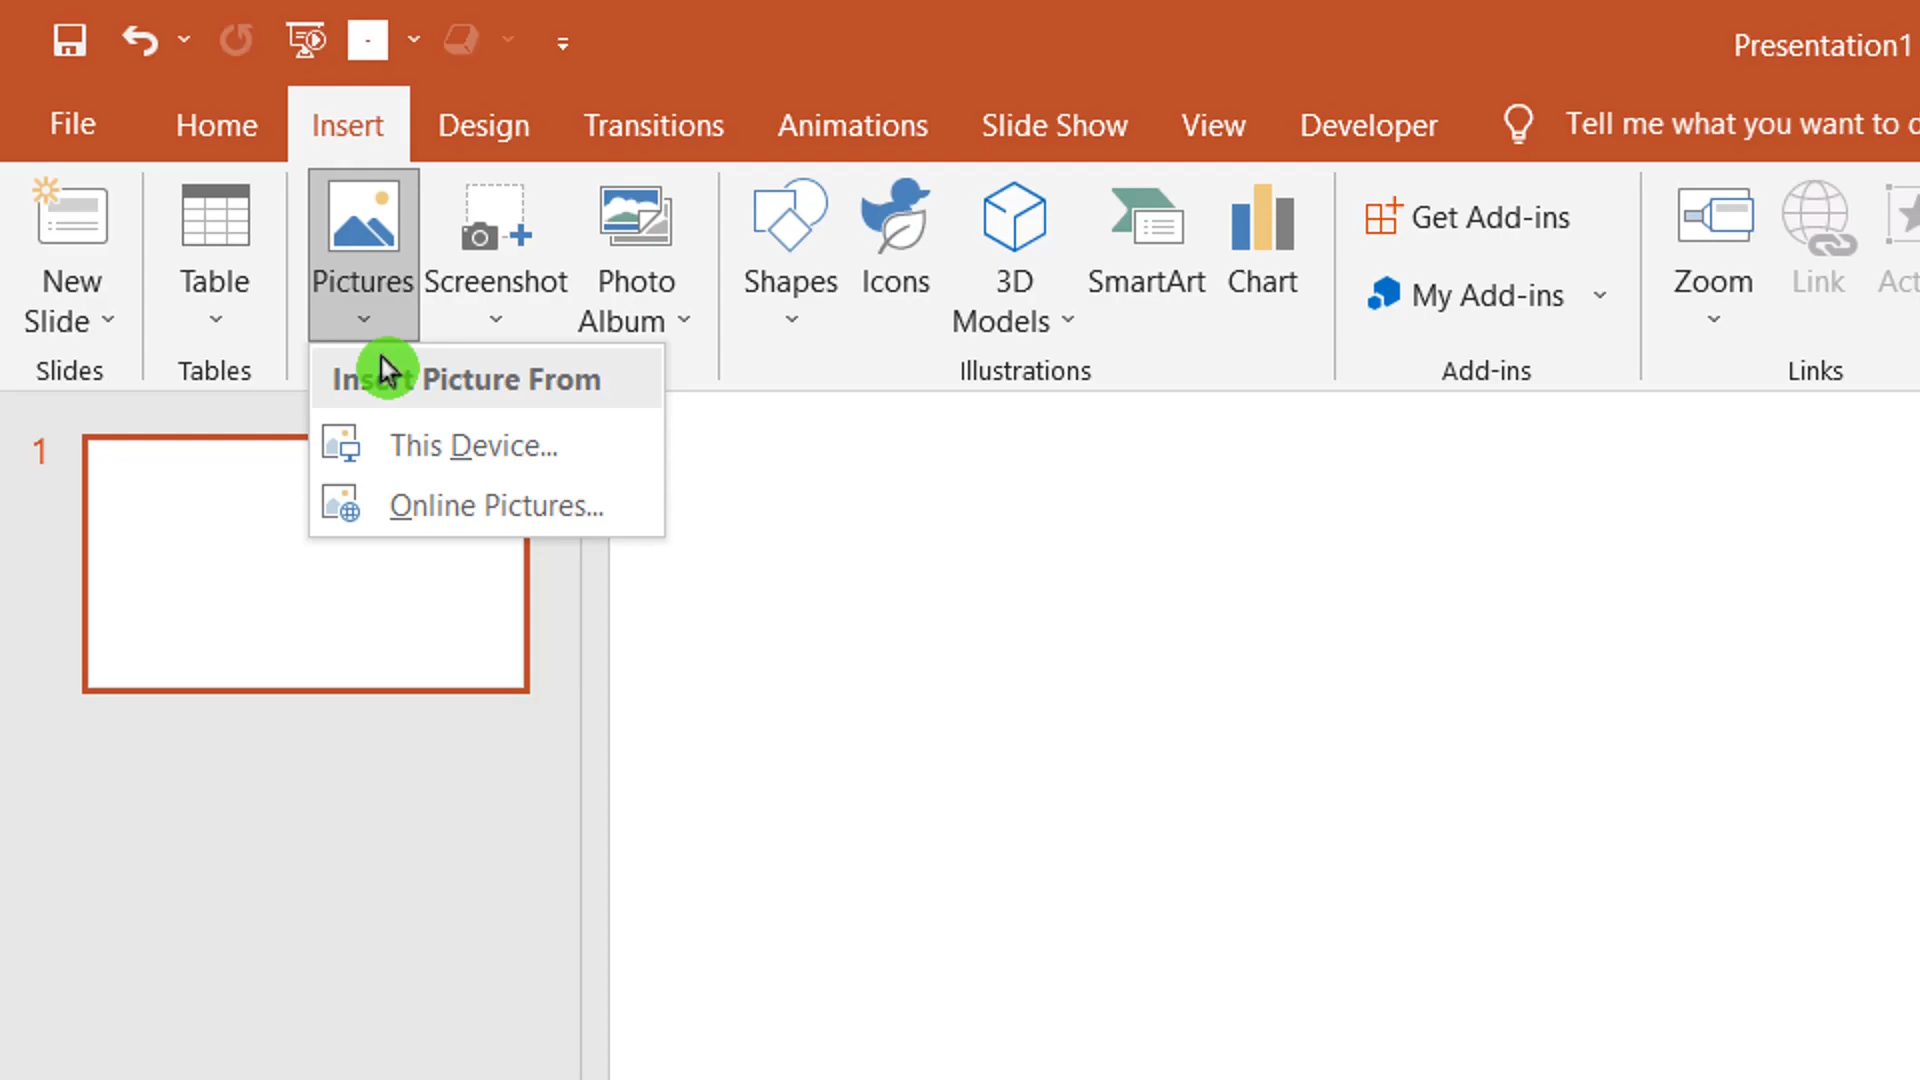 Presentation1
File Home Insert Design Transitions Animations Slide Show View Developer Tell me what you want to
New Slide Table Pictures Screenshot Photo Album Shapes Icons 3D Models SmartArt Chart Get Add-ins My Add-ins Zoom Link
Slides Tables Illustrations Add-ins Links
Insert Picture From
This Device...
Online Pictures...
1